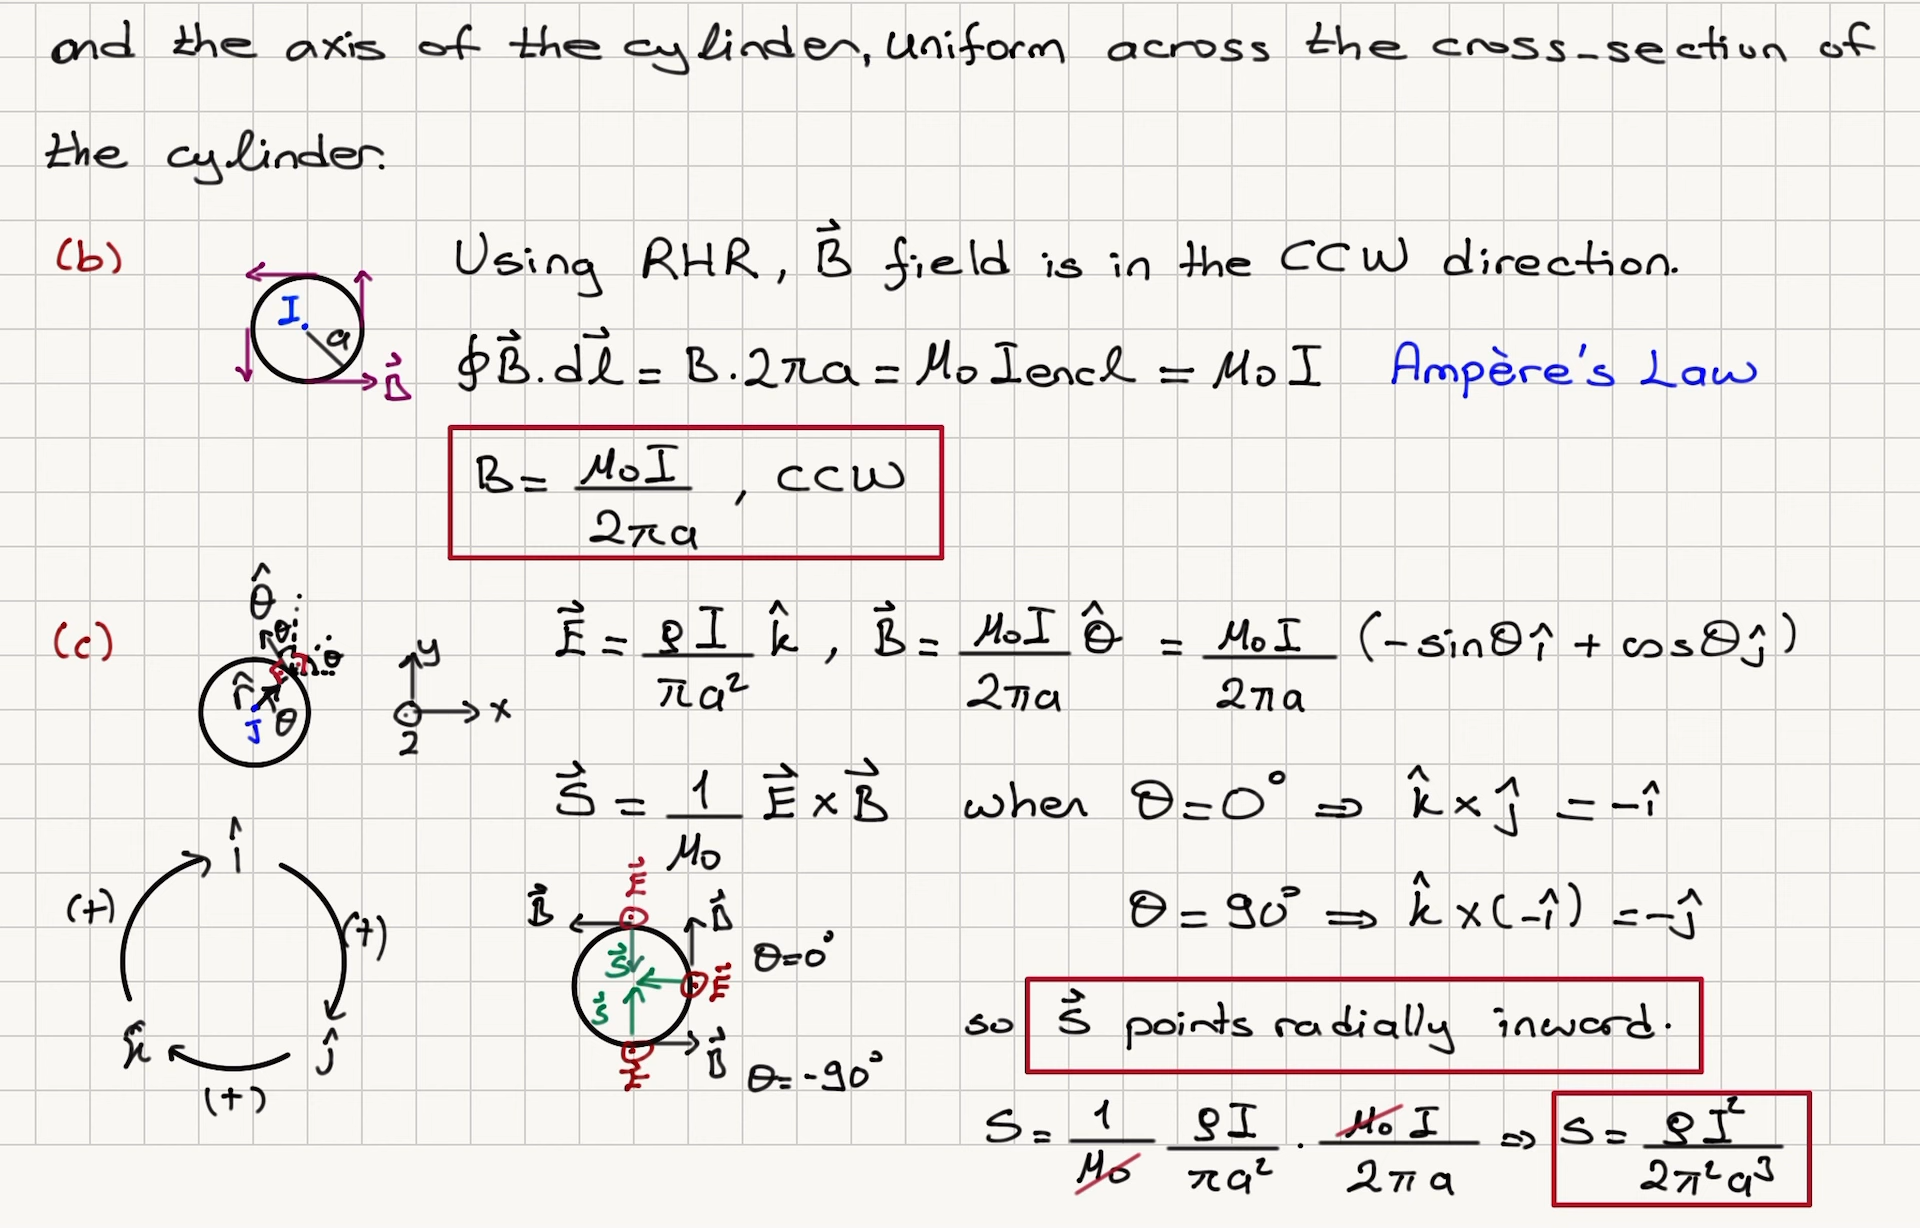 and the axis of the cylinder, uniform across the cross-section of
the cylinder.
(b) Using RHR, B⃗ field is in the CCW direction.
I a B⃗
∮B⃗.dl⃗ = B.2πa = μ₀ Iencl = μ₀ I Ampère's Law
B = μ₀I / 2πa , CCW
(c) θ̂ θ θ r̂ θ J y x z
E⃗ = ρI / πa² k̂ , B⃗ = μ₀I / 2πa θ̂ = μ₀I / 2πa (-sinθ î + cosθ ĵ)
S⃗ = 1 / μ₀ E⃗ × B⃗ when θ = 0° ⇒ k̂ × ĵ = -î
θ = 90° ⇒ k̂ × (-î) = -ĵ
î (+) ĵ (+) k̂ (+)
E⃗ B⃗ B⃗ θ=0° S⃗ E⃗ S⃗ B⃗ E⃗ θ=-90°
so S⃗ points radially inward.
S = 1 / μ₀ ρI / πa² . μ₀ I / 2πa ⇒ S = ρI² / 2π²a³